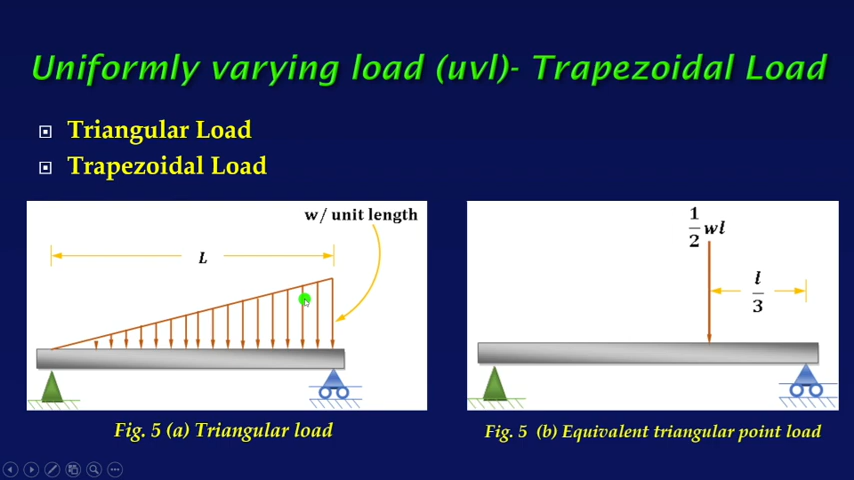 Uniformly varying load (uvl)- Trapezoidal Load
Triangular Load
Trapezoidal Load
w/ unit length
L
Fig. 5 (a) Triangular load
1/2 wl
l/3
Fig. 5 (b) Equivalent triangular point load